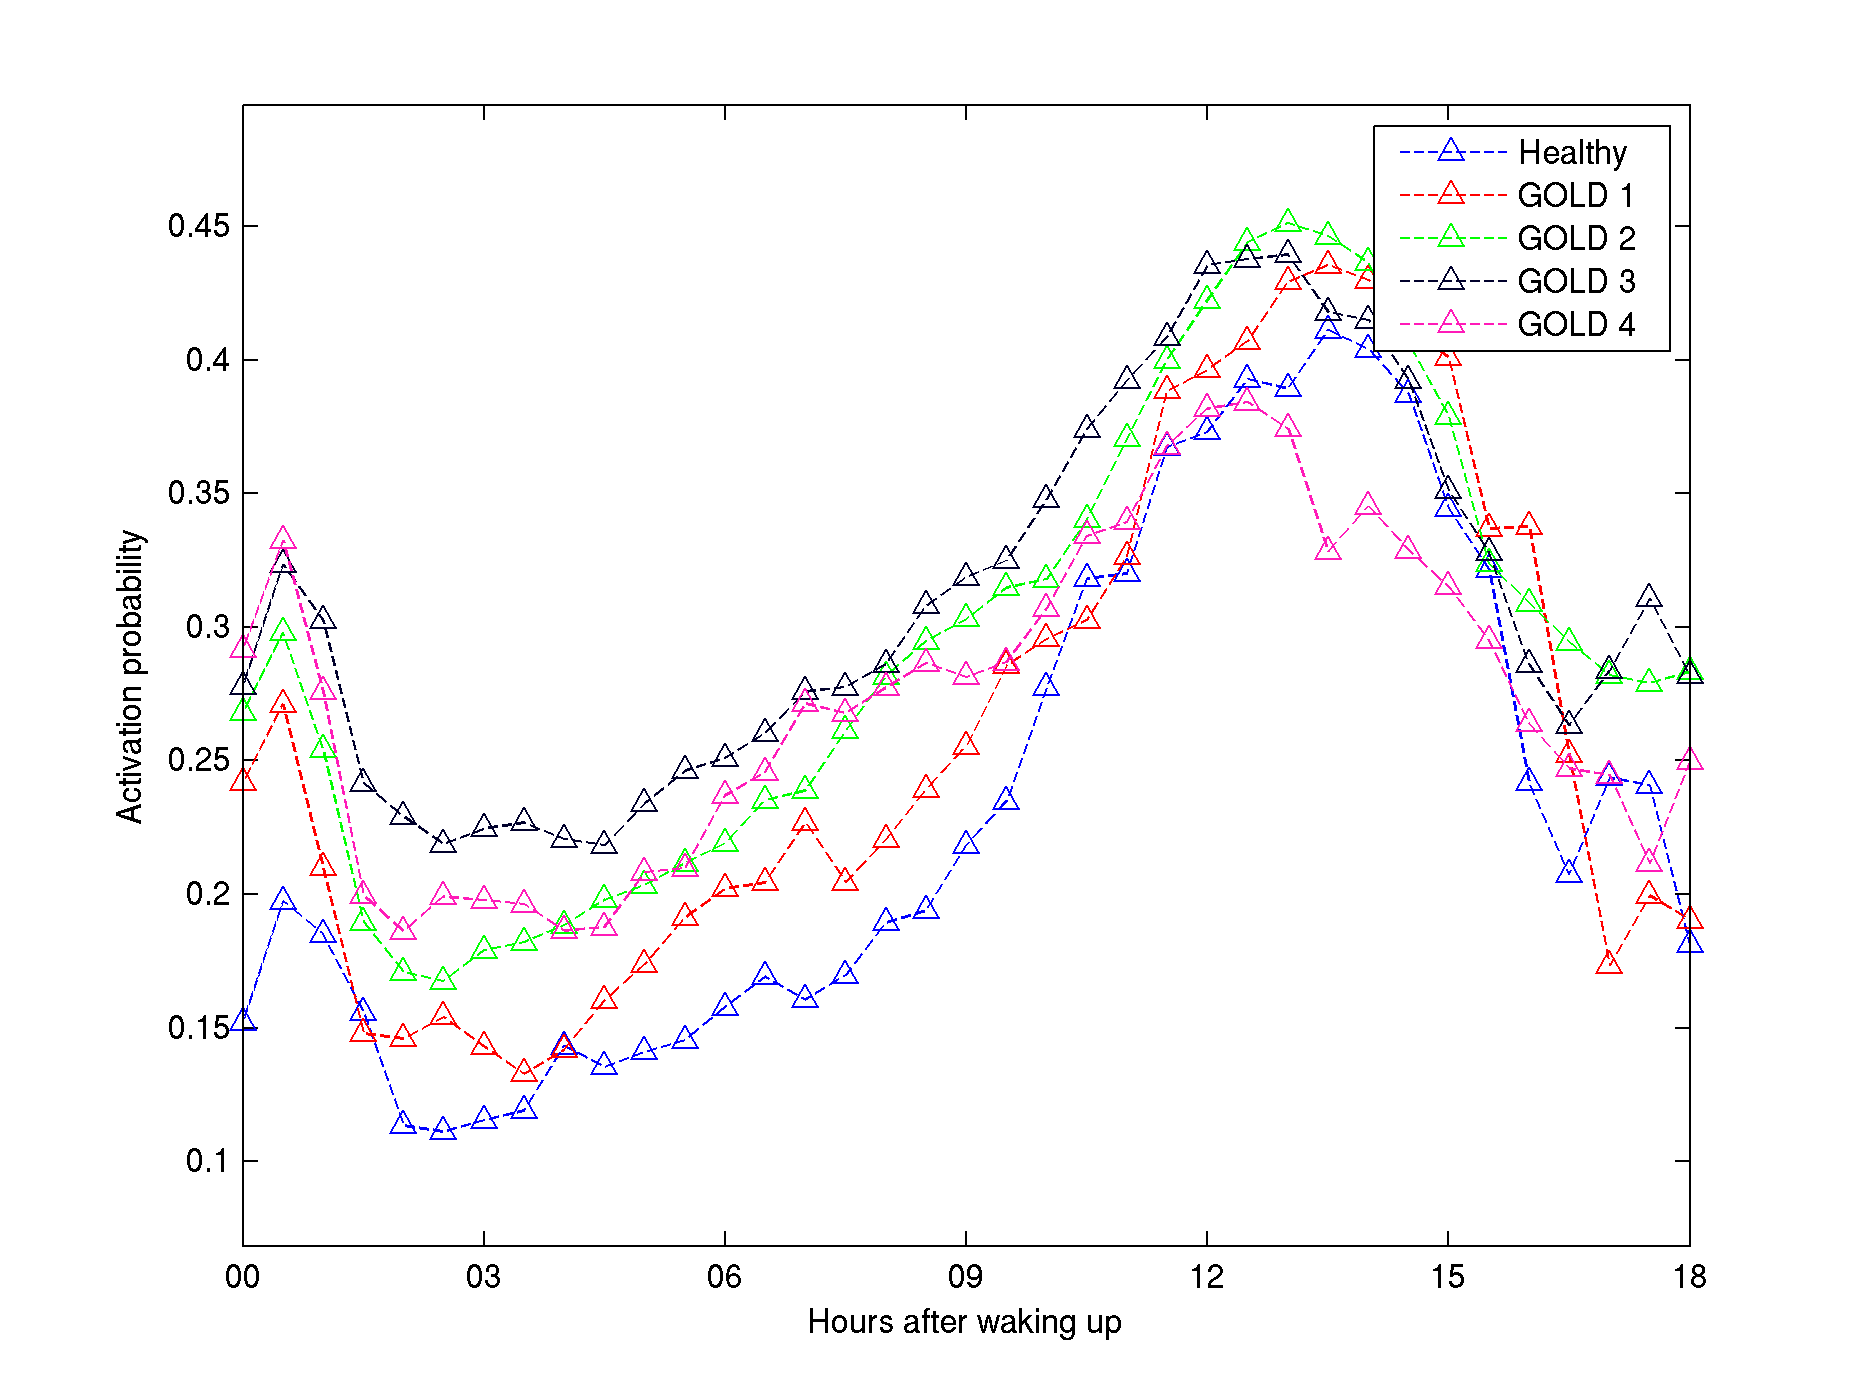 Healthy
GOLD 1
GOLD 2
GOLD 3
GOLD 4
0.45
0.4
0.35
0.3
0.25
0.2
0.15
0.1
Activation probability
00 03 06 09 12 15 18
Hours after waking up